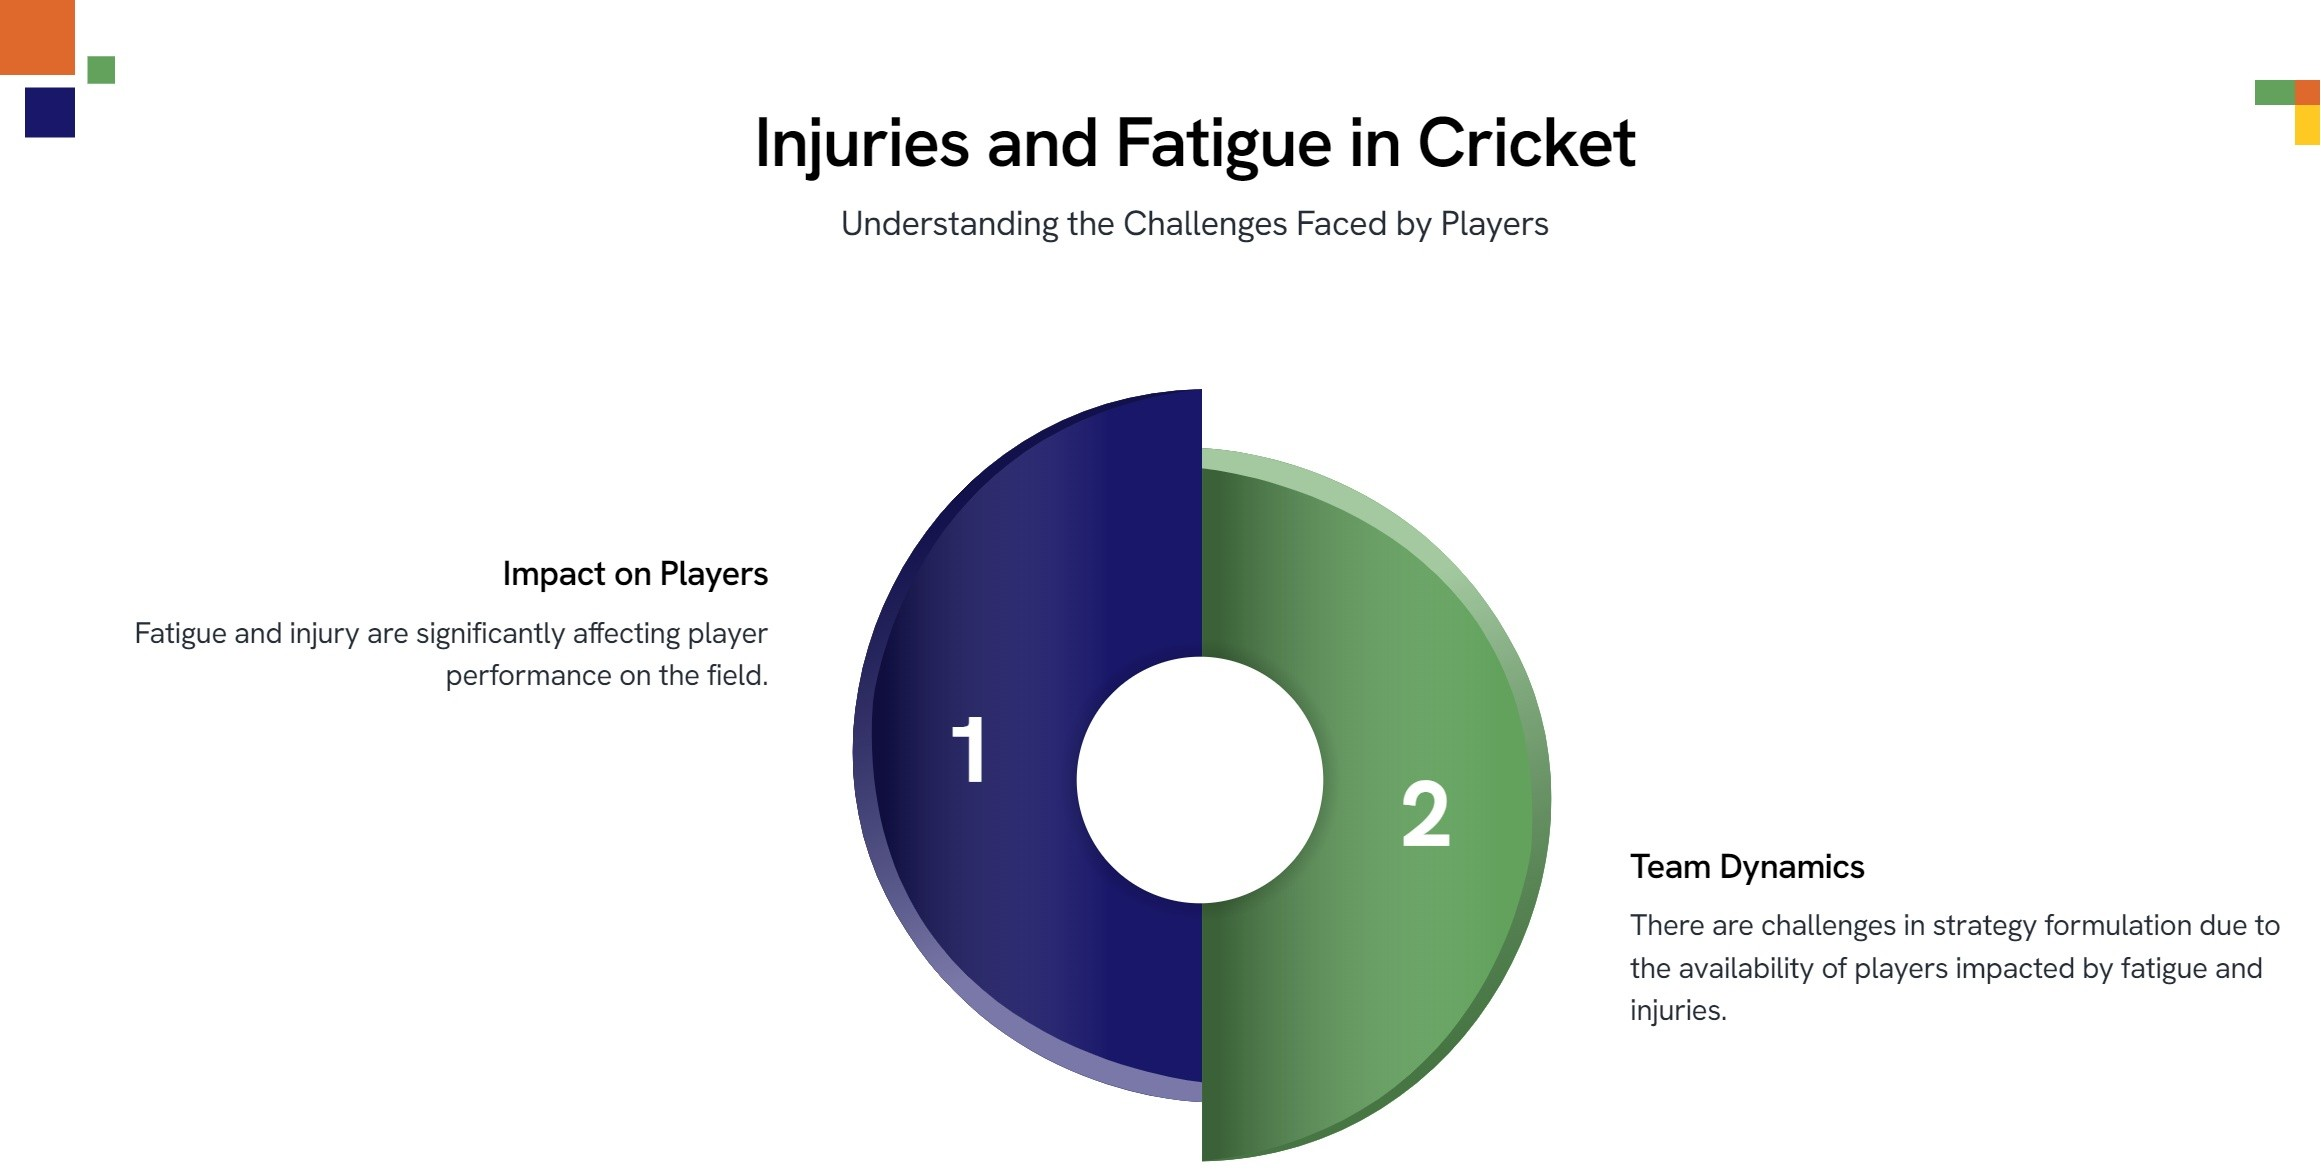 Injuries and Fatigue in Cricket
Understanding the Challenges Faced by Players
Impact on Players
Fatigue and injury are significantly affecting player
performance on the field.
1
2
Team Dynamics
There are challenges in strategy formulation due to
the availability of players impacted by fatigue and
injuries.